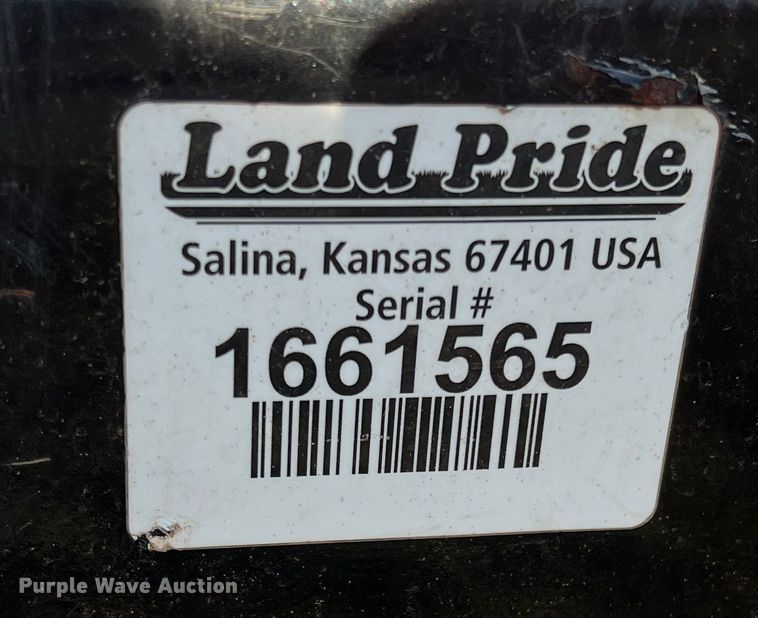 Land Pride
Salina, Kansas 67401 USA
Serial #
1661565
Purple Wave Auction